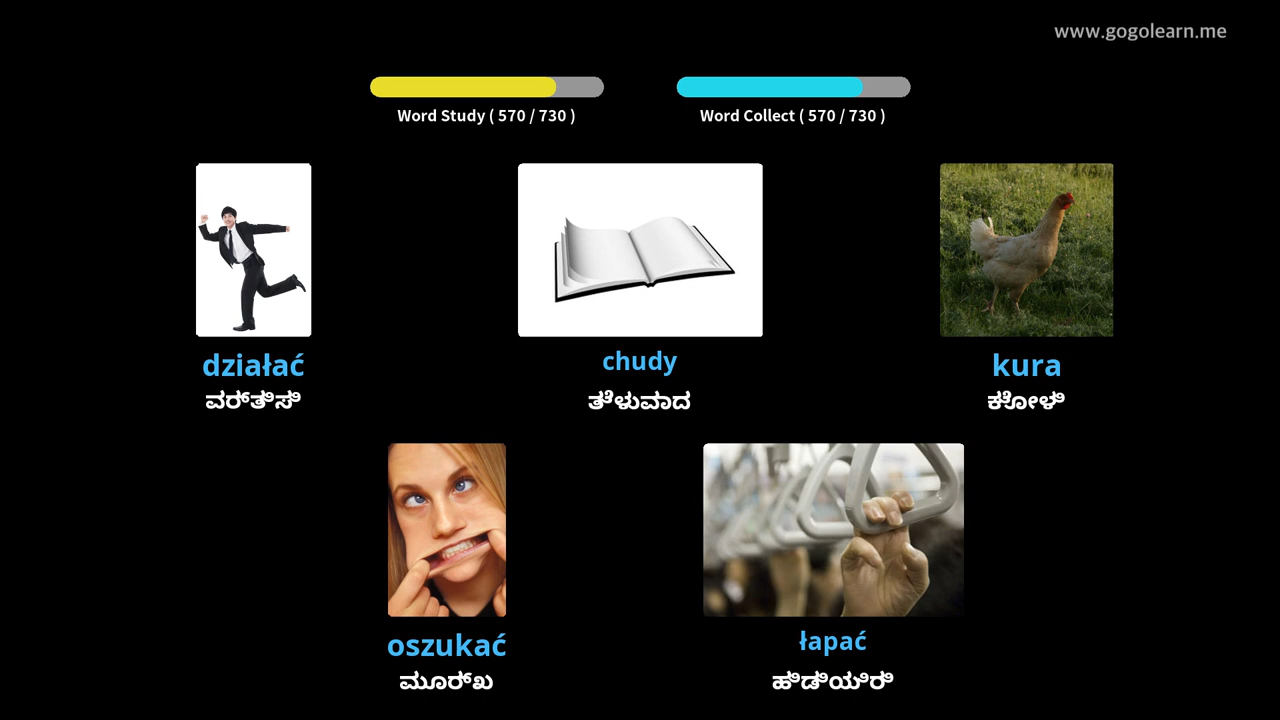 www.gogolearn.me
Word Study ( 570 / 730 )
Word Collect ( 570 / 730 )
działać
chudy
kura
ವರ್ತಿಸಿ
ತೆಳುವಾದ
ಕೋಳಿ
oszukać
łapać
ಮೂರ್ಖ
ಹಿಡಿಯಿರಿ